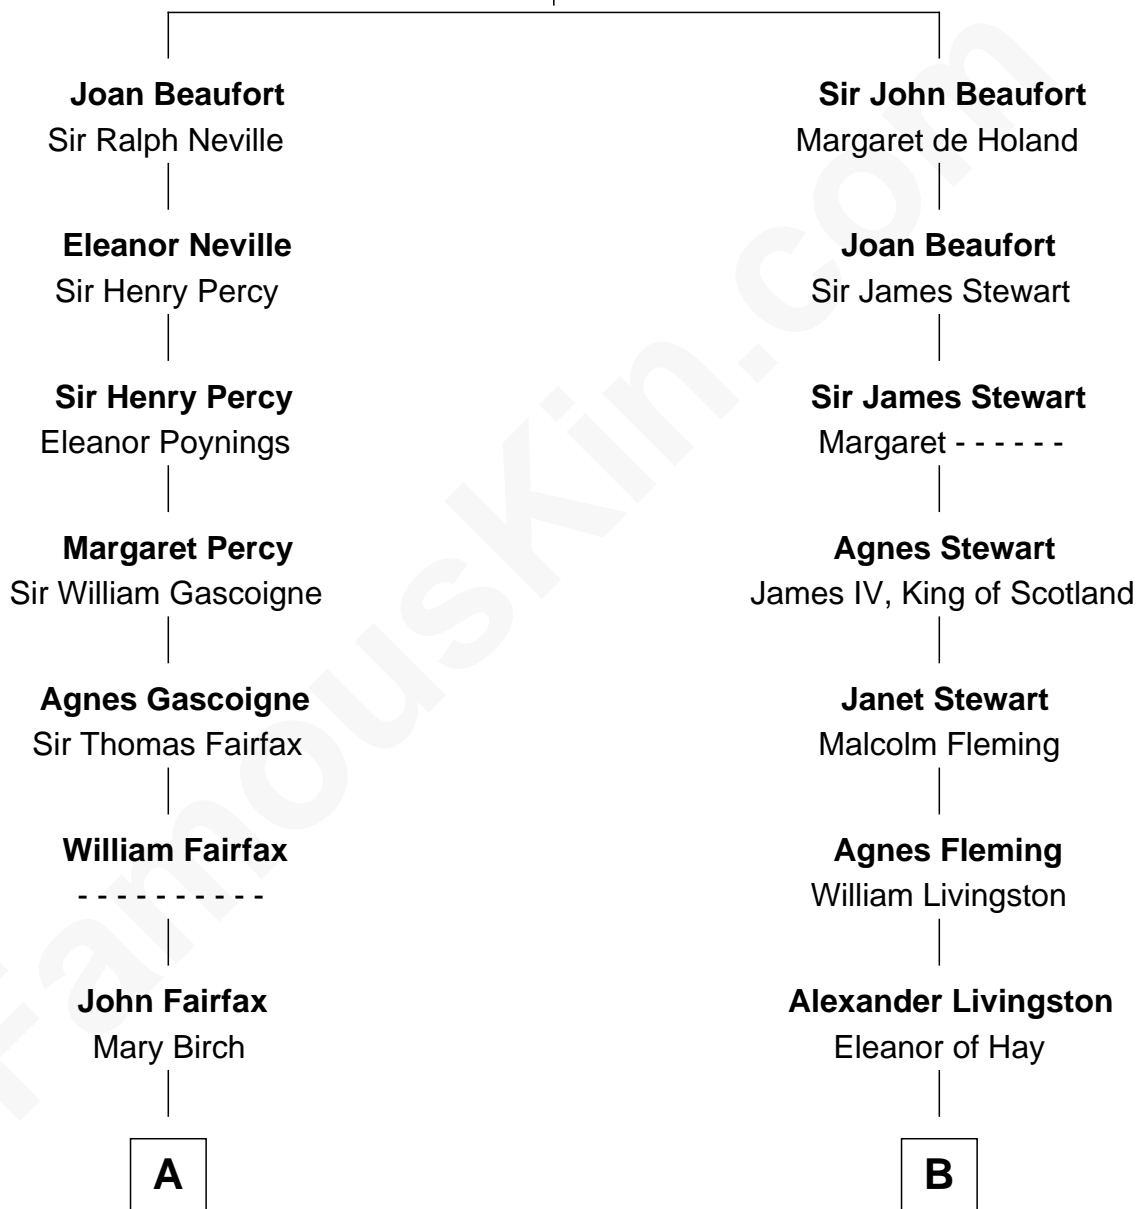 Joan Beaufort
Sir Ralph Neville
Eleanor Neville
Sir Henry Percy
Sir Henry Percy
Eleanor Poynings
Margaret Percy
Sir William Gascoigne
Agnes Gascoigne
Sir Thomas Fairfax
William Fairfax
- - - - - - - - - -
John Fairfax
Mary Birch
A
Sir John Beaufort
Margaret de Holand
Joan Beaufort
Sir James Stewart
Sir James Stewart
Margaret - - - - - -
Agnes Stewart
James IV, King of Scotland
Janet Stewart
Malcolm Fleming
Agnes Fleming
William Livingston
Alexander Livingston
Eleanor of Hay
B
FamousKin.com